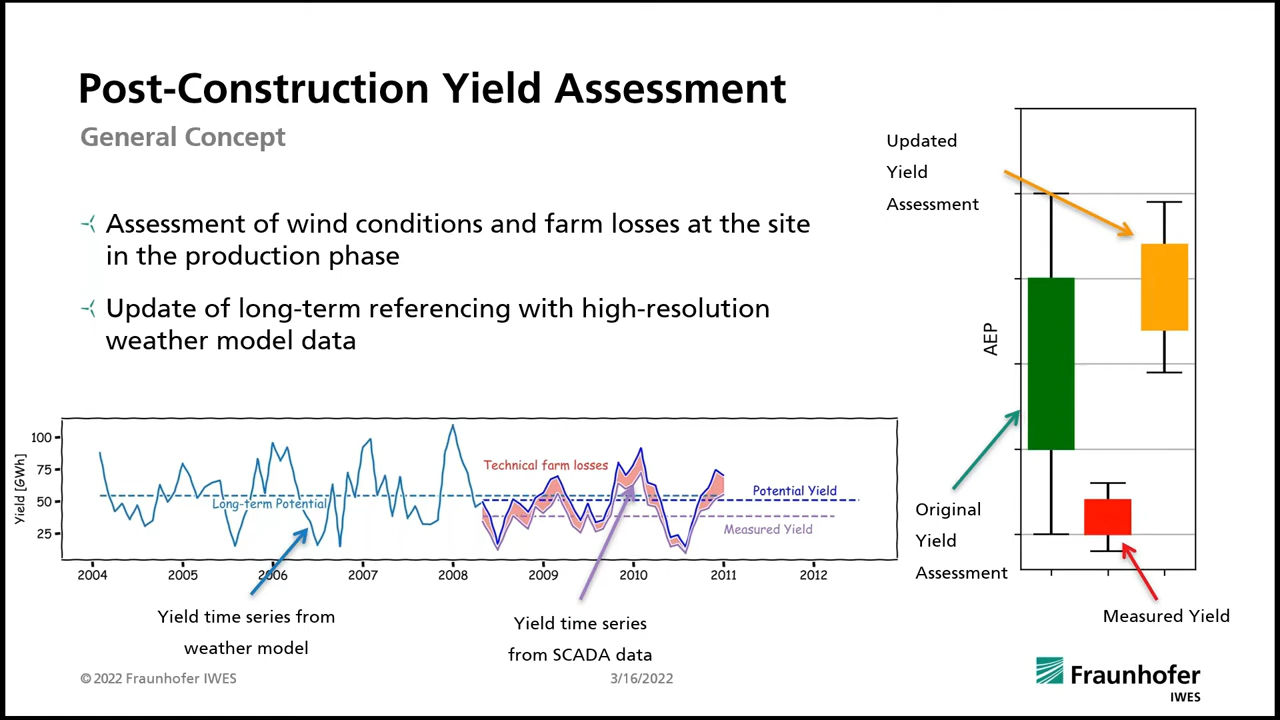 Post-Construction Yield Assessment
General Concept
Assessment of wind conditions and farm losses at the site
in the production phase
Update of long-term referencing with high-resolution
weather model data
Updated
Yield
Assessment
AEP
Original
Yield
Assessment
Measured Yield
Yield [GWh]
100
75
50
25
Technical farm losses
Long-term Potential
Potential Yield
Measured Yield
2004 2005 2006 2007 2008 2009 2010 2011 2012
Yield time series from
weather model
Yield time series
from SCADA data
© 2022 Fraunhofer IWES
3/16/2022
Fraunhofer
IWES